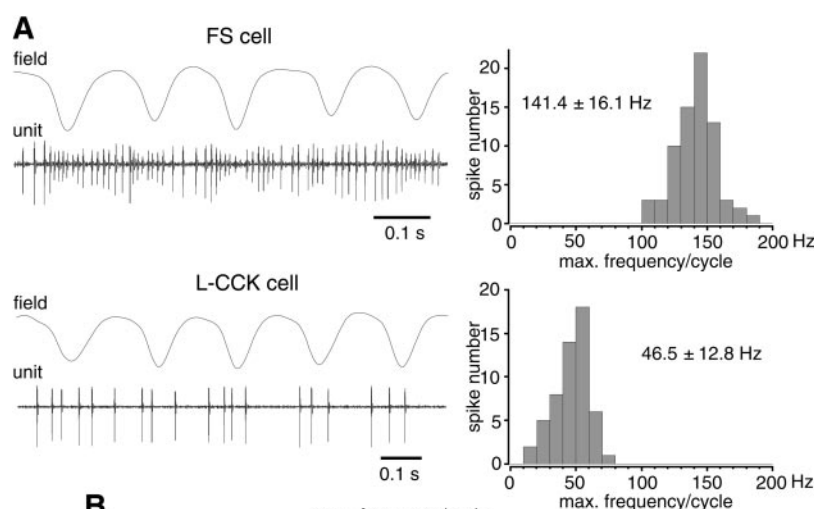 A
FS cell
field
unit
0.1 s
20
15
10
5
0
spike number
141.4 ± 16.1 Hz
0 50 100 150 200 Hz
max. frequency/cycle
L-CCK cell
field
unit
0.1 s
20
15
10
5
0
spike number
46.5 ± 12.8 Hz
0 50 100 150 200 Hz
max. frequency/cycle
B